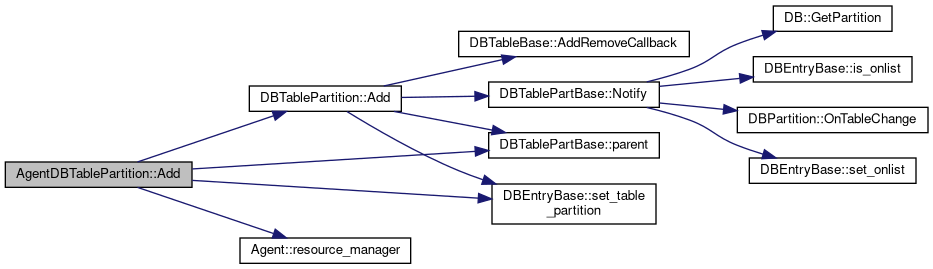 DB::GetPartition
DBTableBase::AddRemoveCallback
DBEntryBase::is_onlist
DBTablePartition::Add
DBTablePartBase::Notify
DBPartition::OnTableChange
DBTablePartBase::parent
DBEntryBase::set_onlist
AgentDBTablePartition::Add
DBEntryBase::set_table
_partition
Agent::resource_manager